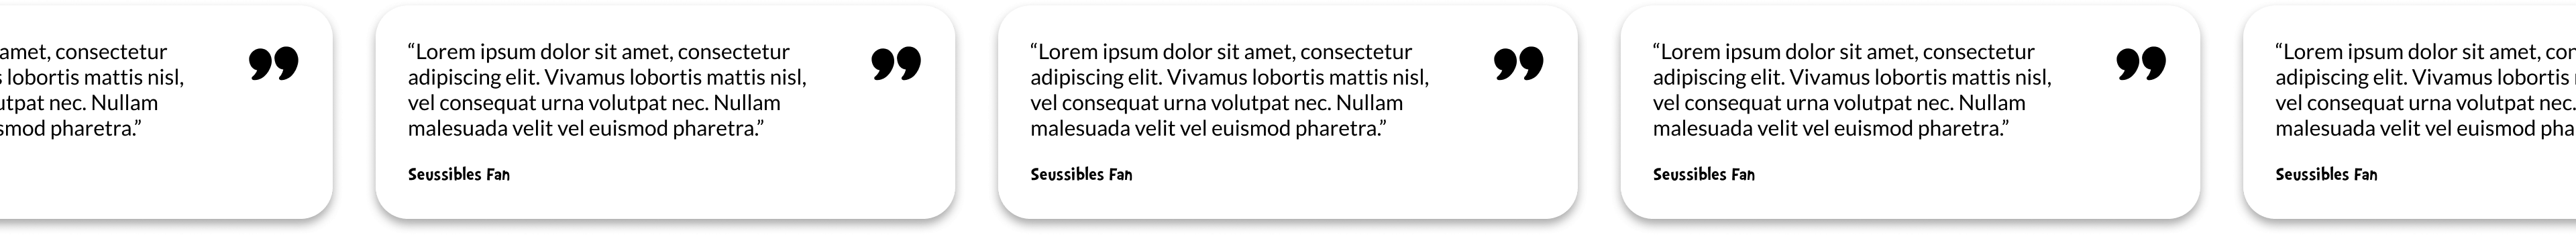 amet, consectetur
lobortis mattis nisl,
nec. Nullam
pharetra.”
“Lorem ipsum dolor sit amet, consectetur
adipiscing elit. Vivamus lobortis mattis nisl,
vel consequat urna volutpat nec. Nullam
malesuada velit vel euismod pharetra.”
Seussibles Fan
“Lorem ipsum dolor sit amet, consectetur
adipiscing elit. Vivamus lobortis mattis nisl,
vel consequat urna volutpat nec. Nullam
malesuada velit vel euismod pharetra.”
Seussibles Fan
“Lorem ipsum dolor sit amet, consectetur
adipiscing elit. Vivamus lobortis mattis nisl,
vel consequat urna volutpat nec. Nullam
malesuada velit vel euismod pharetra.”
Seussibles Fan
“Lorem ipsum dolor sit amet,
adipiscing elit. Vivamus lobortis
vel consequat urna volutpat nec.
malesuada velit vel euismod
Seussibles Fan